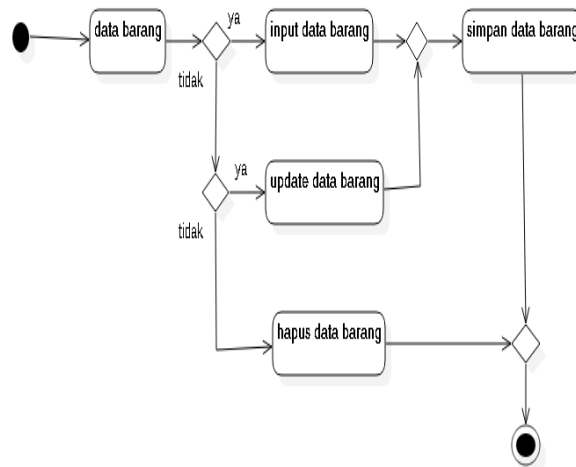 data barang
ya
input data barang
simpan data barang
tidak
ya
update data barang
tidak
hapus data barang